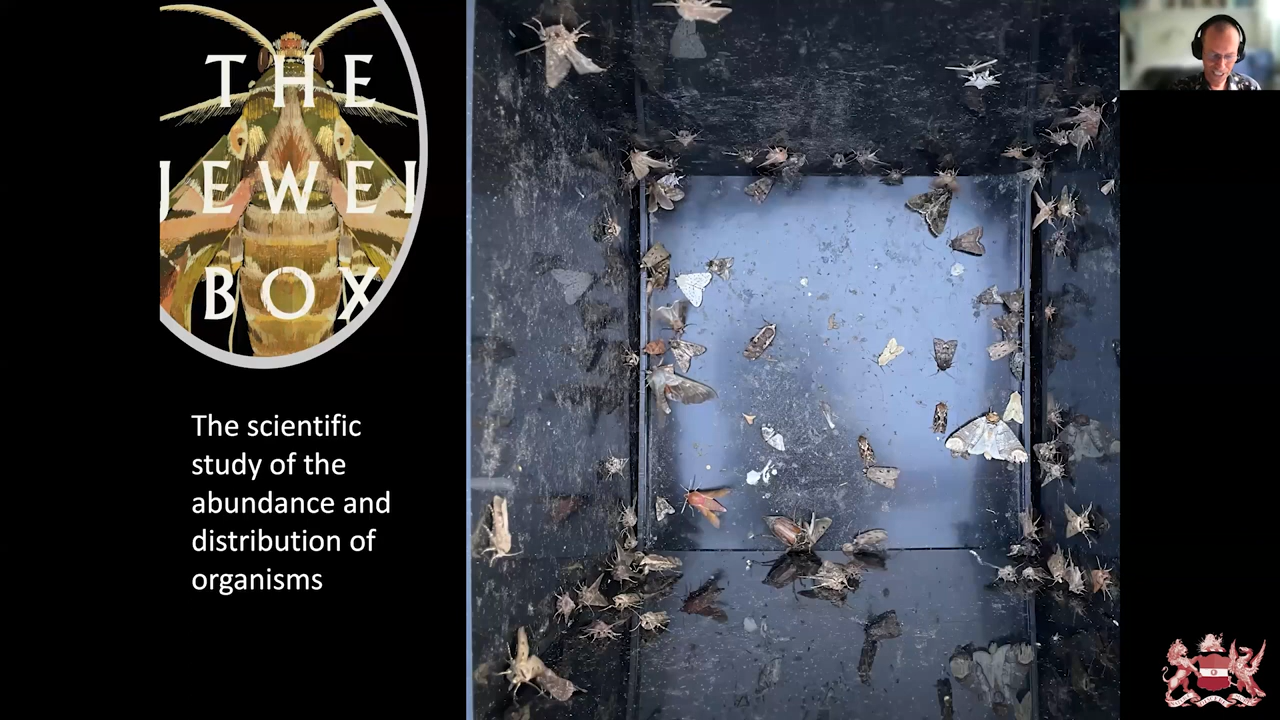 THE
JEWEL
BOX
The scientific
study of the
abundance and
distribution of
organisms